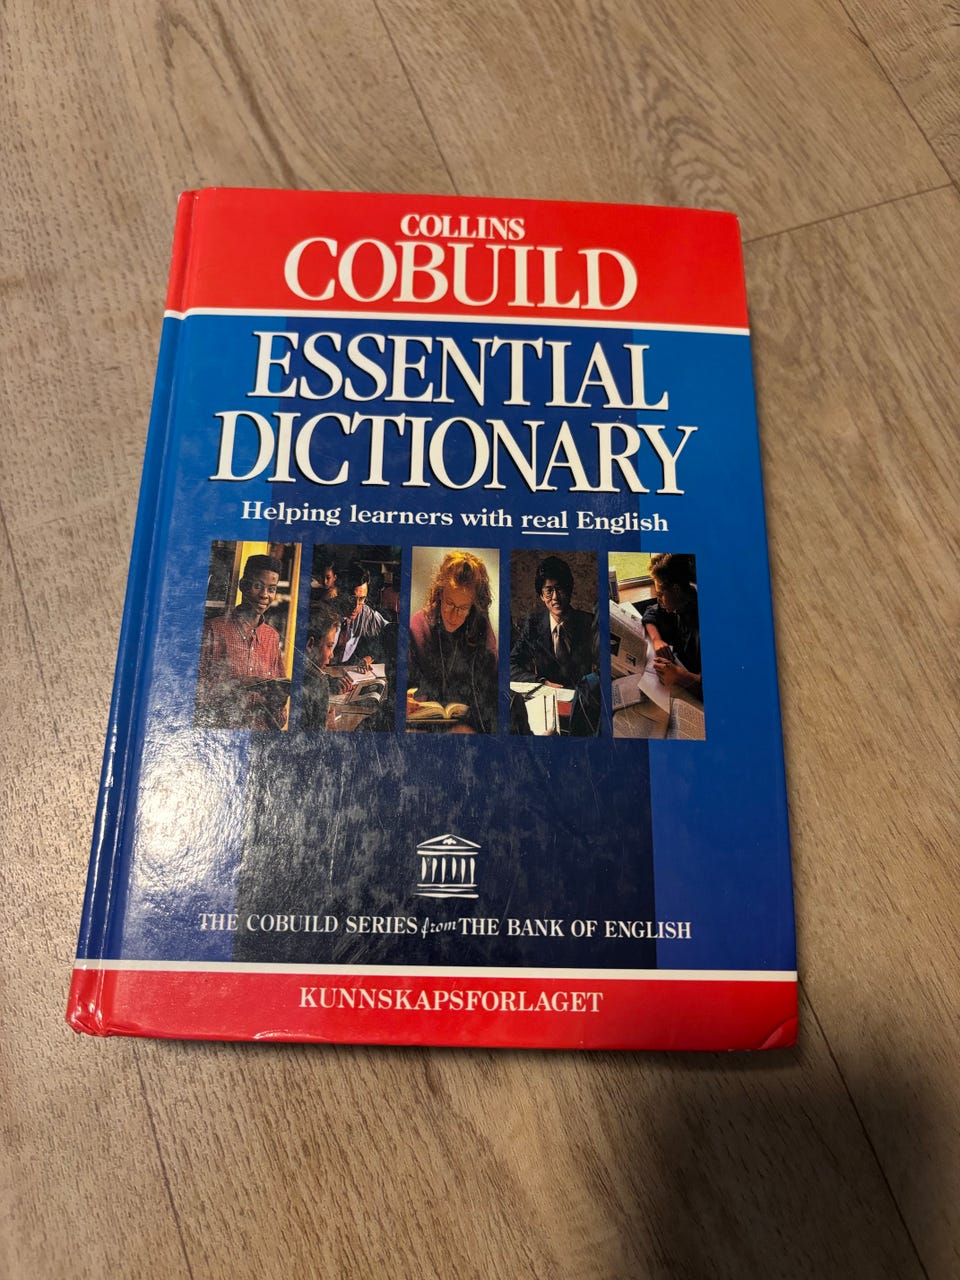 COLLINS
COBUILD
ESSENTIAL
DICTIONARY
Helping learners with real English
THE COBUILD SERIES from THE BANK OF ENGLISH
KUNNSKAPSFORLAGET